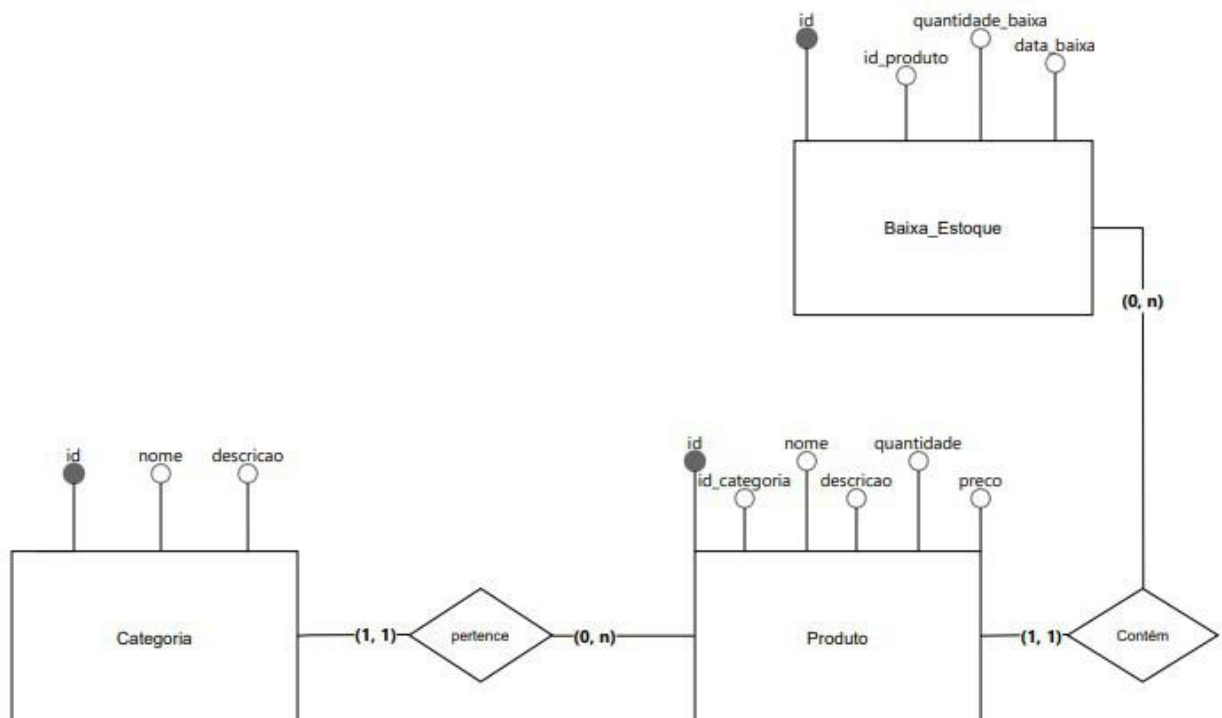 id
quantidade_baixa
id_produto
data_baixa
Baixa_Estoque
(0, n)
id
nome
descricao
id
nome
quantidade
id_categoria
descricao
preco
Categoria
(1, 1)
pertence
(0, n)
Produto
(1, 1)
Contém